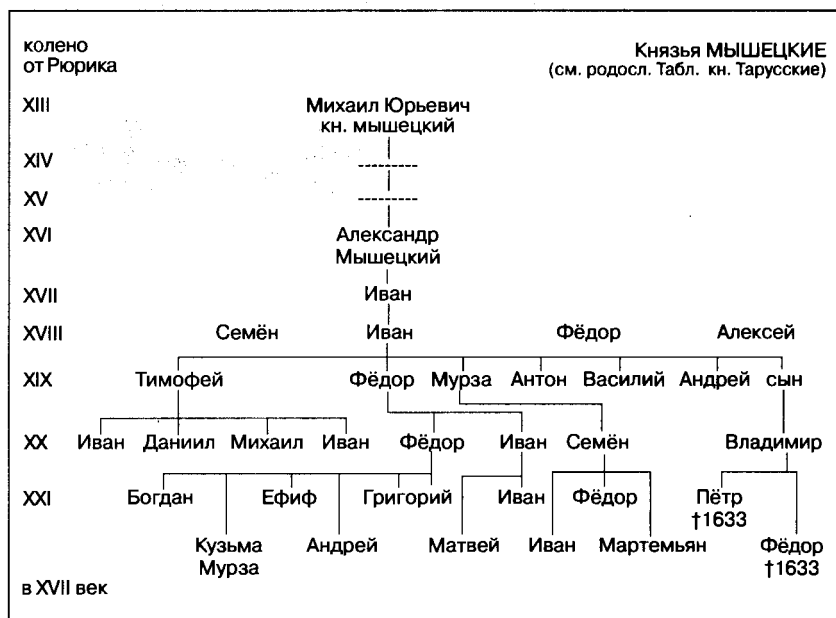 колено
от Рюрика
Князья МЫШЕЦКИЕ
(см. родосл. Табл. кн. Тарусские)
XIII Михаил Юрьевич
кн. мышецкий
XIV
XV
XVI Александр
Мышецкий
XVII Иван
XVIII Семён Иван Фёдор Алексей
XIX Тимофей Фёдор Мурза Антон Василий Андрей сын
XX Иван Даниил Михаил Иван Фёдор Иван Семён Владимир
XXI Богдан Ефиф Григорий Иван Фёдор Пётр
†1633
Кузьма Андрей Матвей Иван Мартемьян Фёдор
Мурза †1633
в XVII век